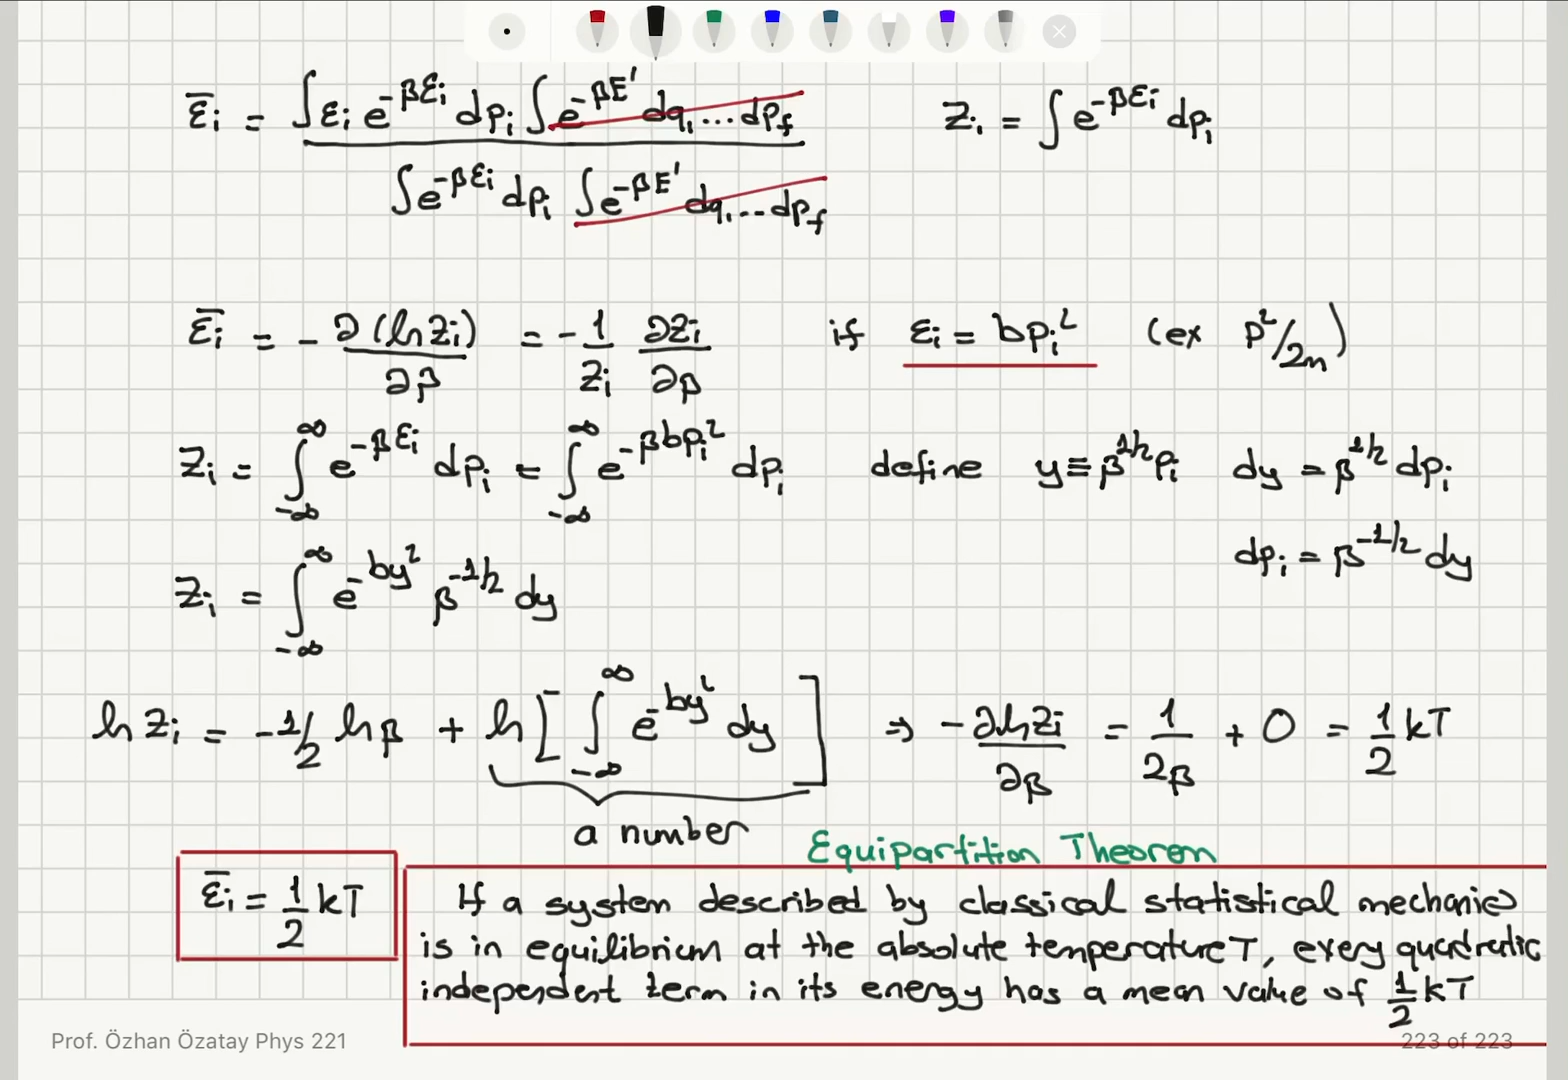 ε̄ᵢ = ∫εᵢ e^{-βεᵢ} dpᵢ ∫e^{-βE'} dq₁...dp_f / ∫e^{-βεᵢ} dpᵢ ∫e^{-βE'} dq₁...dp_f   Zᵢ = ∫e^{-βεᵢ} dpᵢ
ε̄ᵢ = - ∂(ln Zᵢ)/∂β = - 1/Zᵢ ∂Zᵢ/∂β   if εᵢ = bpᵢ² (ex p²/2m)
Zᵢ = ∫_{-∞}^{∞} e^{-βεᵢ} dpᵢ = ∫_{-∞}^{∞} e^{-βbpᵢ²} dpᵢ   define y ≡ β^{1/2} pᵢ   dy = β^{1/2} dpᵢ
dpᵢ = β^{-1/2} dy
Zᵢ = ∫_{-∞}^{∞} e^{-by²} β^{-1/2} dy
ln Zᵢ = -1/2 ln β + ln [ ∫_{-∞}^{∞} e^{-by²} dy ] ⇒ -∂ln Zᵢ/∂β = 1/2β + 0 = 1/2 kT
a number
Equipartition Theorem
ε̄ᵢ = 1/2 kT
If a system described by classical statistical mechanics
is in equilibrium at the absolute temperature T, every quadratic
independent term in its energy has a mean value of 1/2 kT
Prof. Özhan Özatay Phys 221
223 of 223